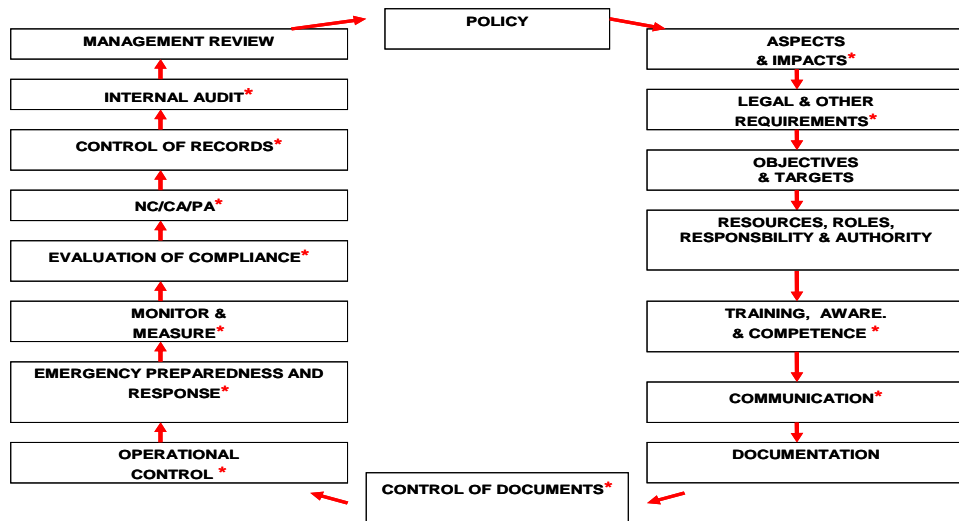 POLICY
ASPECTS
& IMPACTS*
LEGAL & OTHER
REQUIREMENTS*
OBJECTIVES
& TARGETS
RESOURCES, ROLES,
RESPONSBILITY & AUTHORITY
TRAINING, AWARE.
& COMPETENCE *
COMMUNICATION*
DOCUMENTATION
CONTROL OF DOCUMENTS*
OPERATIONAL
CONTROL *
EMERGENCY PREPAREDNESS AND
RESPONSE*
MONITOR &
MEASURE*
EVALUATION OF COMPLIANCE*
NC/CA/PA*
CONTROL OF RECORDS*
INTERNAL AUDIT*
MANAGEMENT REVIEW